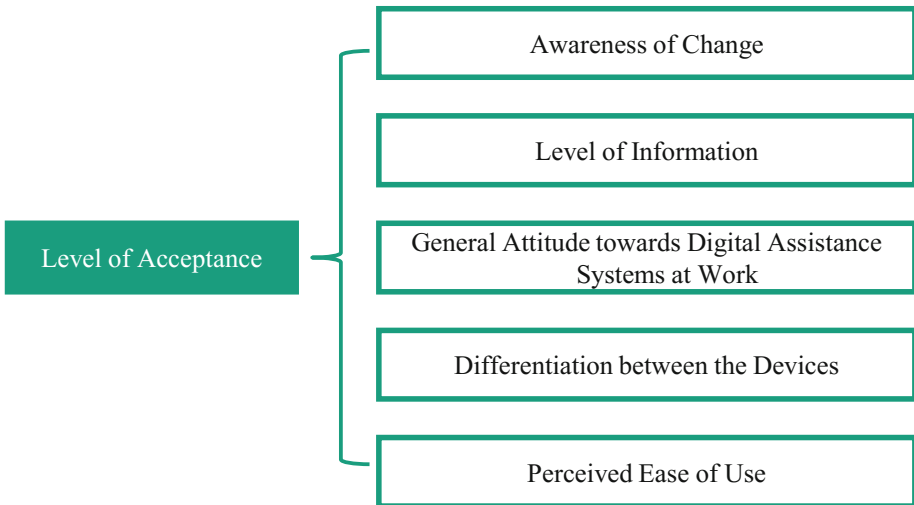 Awareness of Change
Level of Information
Level of Acceptance
General Attitude towards Digital Assistance
Systems at Work
Differentiation between the Devices
Perceived Ease of Use